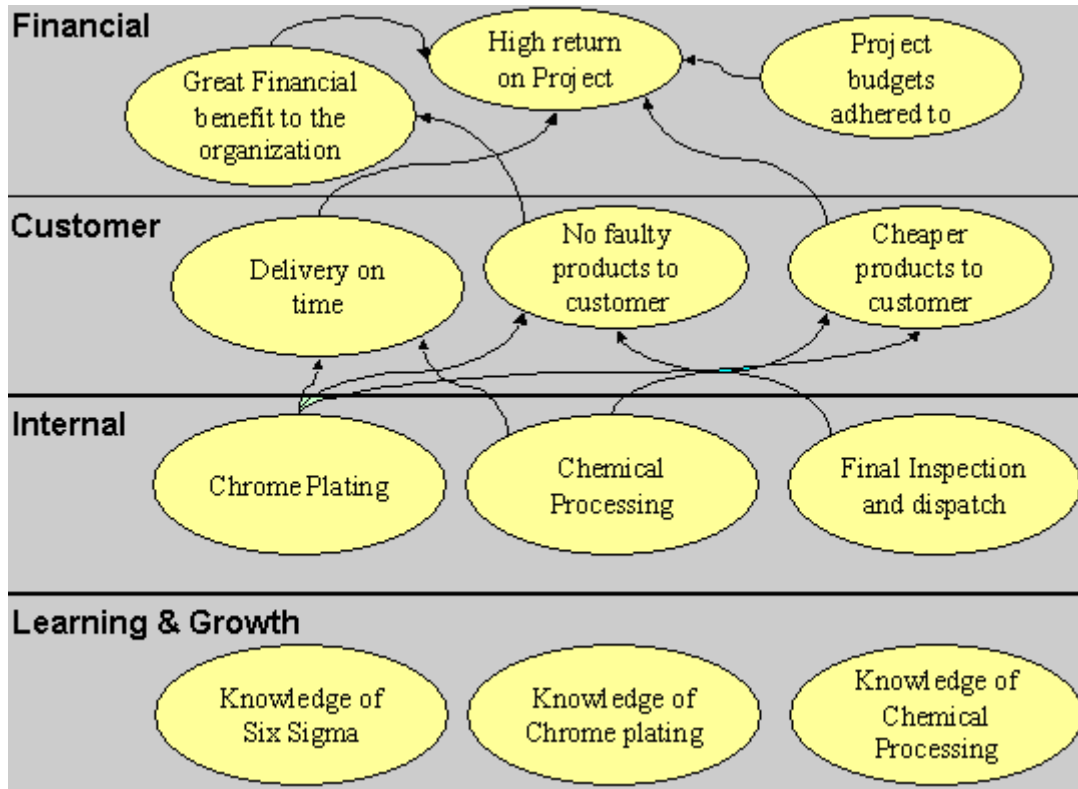 Financial
High return
on Project
Project
budgets
adhered to
Great Financial
benefit to the
organization
Customer
Delivery on
time
No faulty
products to
customer
Cheaper
products to
customer
Internal
Chrome Plating
Chemical
Processing
Final Inspection
and dispatch
Learning & Growth
Knowledge of
Six Sigma
Knowledge of
Chrome plating
Knowledge of
Chemical
Processing